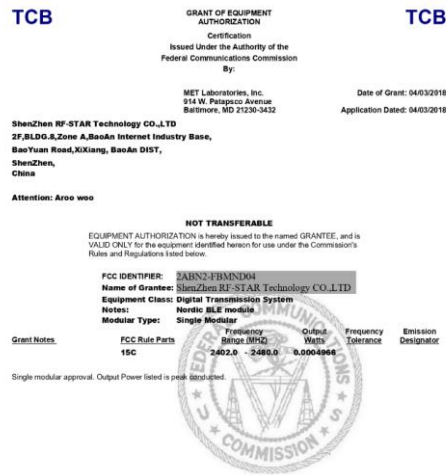 TCB
GRANT OF EQUIPMENT
AUTHORIZATION
TCB
Certification
Issued Under the Authority of the
Federal Communications Commission
By:
MET Laboratories, Inc.
914 W. Patapsco Avenue
Baltimore, MD 21230-3432
Date of Grant: 04/03/2018
Application Dated: 04/03/2018
ShenZhen RF-STAR Technology CO.,LTD
2F,BLDG.8,Zone A,BaoAn Internet Industry Base,
BaoYuan Road,XiXiang, BaoAn DIST,
ShenZhen,
China
Attention: Aroo woo
NOT TRANSFERABLE
EQUIPMENT AUTHORIZATION is hereby issued to the named GRANTEE, and is
VALID ONLY for the equipment identified hereon for use under the Commission's
Rules and Regulations listed below.
FCC IDENTIFIER: 2ABN2-FBMND04
Name of Grantee: ShenZhen RF-STAR Technology CO.,LTD
Equipment Class: Digital Transmission System
Notes: Nordic BLE module
Modular Type: Single Modular
Grant Notes FCC Rule Parts Frequency Range (MHZ) Output Watts Frequency Tolerance Emission Designator
15C 2402.0 - 2480.0 0.0004966
Single modular approval. Output Power listed is peak conducted.
FEDERAL COMMUNICATIONS COMMISSION